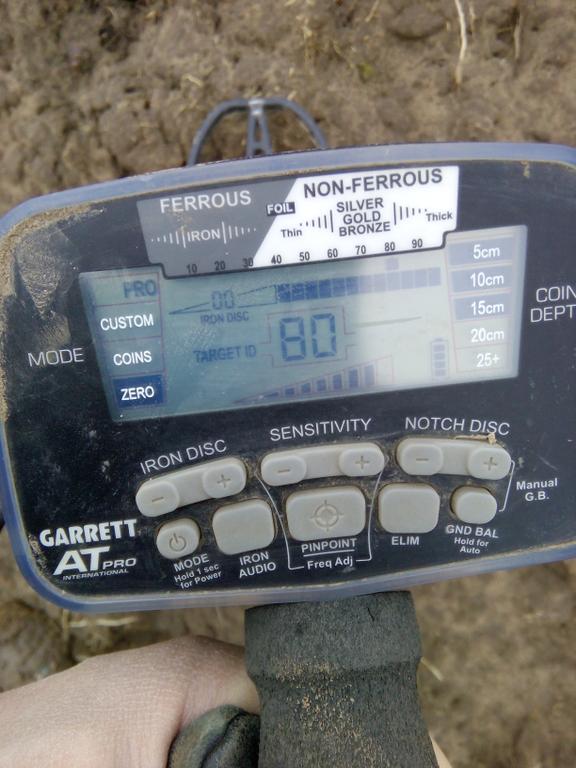 FERROUS
NON-FERROUS
FOIL
SILVER
GOLD
BRONZE
IRON
Thin
Thick
10 20 30 40 50 60 70 80 90
PRO
CUSTOM
COINS
ZERO
MODE
00
IRON DISC
TARGET ID
80
5cm
10cm
15cm
20cm
25+
COIN
DEPT
IRON DISC
SENSITIVITY
NOTCH DISC
- +
- +
- +
Manual
G.B.
GARRETT
AT PRO
INTERNATIONAL
MODE
Hold 1 sec
for Power
IRON
AUDIO
PINPOINT
Freq Adj
ELIM
GND BAL
Hold for
Auto